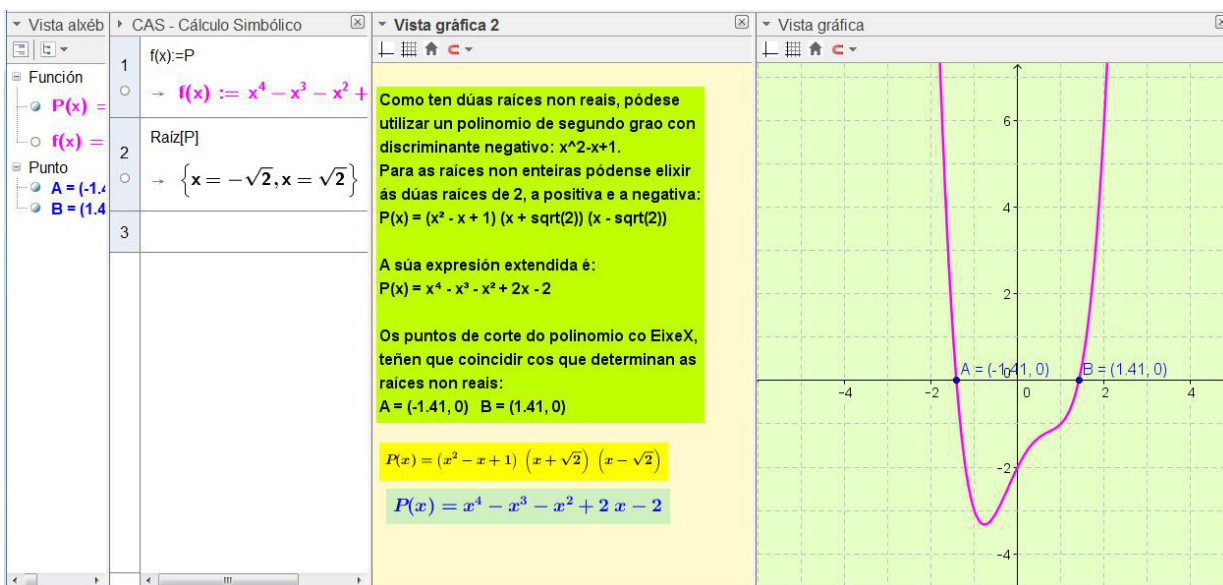 Vista alxéb
CAS - Cálculo Simbólico
Vista gráfica 2
Vista gráfica
Función
P(x) =
f(x) =
Punto
A = (-1.4
B = (1.4
1
f(x):=P
→ f(x) := x⁴ - x³ - x² +
2
Raíz[P]
→ {x = -√2, x = √2}
3
Como ten dúas raíces non reais, pódese
utilizar un polinomio de segundo grao con
discriminante negativo: x^2-x+1.
Para as raíces non enteiras pódense elixir
ás dúas raíces de 2, a positiva e a negativa:
P(x) = (x² - x + 1) (x + sqrt(2)) (x - sqrt(2))
A súa expresión extendida é:
P(x) = x⁴ - x³ - x² + 2x - 2
Os puntos de corte do polinomio co EixeX,
teñen que coincidir cos que determinan as
raíces non reais:
A = (-1.41, 0) B = (1.41, 0)
P(x) = (x² - x + 1) (x + √2) (x - √2)
P(x) = x⁴ - x³ - x² + 2 x - 2
6
4
2
A = (-1.41, 0)
0
B = (1.41, 0)
-4 -2 0 2 4
-2
-4